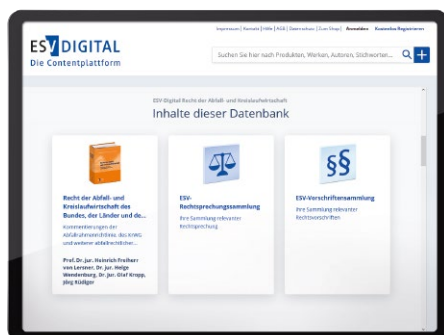 Impressum | Kontakt | Hilfe | AGB | Datenschutz | Zum Shop | Anmelden Kostenlos Registrieren
ESV DIGITAL
Die Contentplattform
Suchen Sie hier nach Produkten, Werken, Autoren, Stichworten...
ESV-Digital Recht der Abfall- und Kreislaufwirtschaft
Inhalte dieser Datenbank
Recht der Abfall- und
Kreislaufwirtschaft des
Bundes, der Länder und de...
Kommentierungen der
Abfallrahmenrichtlinie, des KrWG
und weiterer abfallrechtlicher...
Prof. Dr. jur. Heinrich Freiherr
von Lersner, Dr. jur. Helge
Wendenburg, Dr. jur. Olaf Kropp,
Jörg Rüdiger
ESV-
Rechtsprechungssammlung
Ihre Sammlung relevanter
Rechtsprechung
§§
ESV-Vorschriftensammlung
Ihre Sammlung relevanter
Rechtsvorschriften